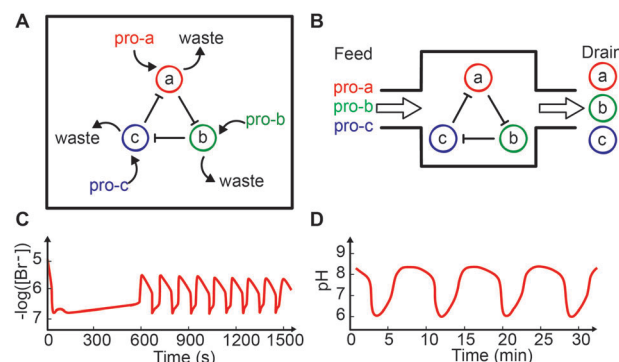 A
pro-a
waste
a
waste
c
b
pro-b
pro-c
waste
B
Feed
Drain
pro-a
pro-b
pro-c
a
c
b
a
b
c
C
-log([Br⁻])
5
6
7
0
300
600
900
1200
1500
Time (s)
D
pH
9
8
7
6
0
5
10
15
20
25
30
Time (min)